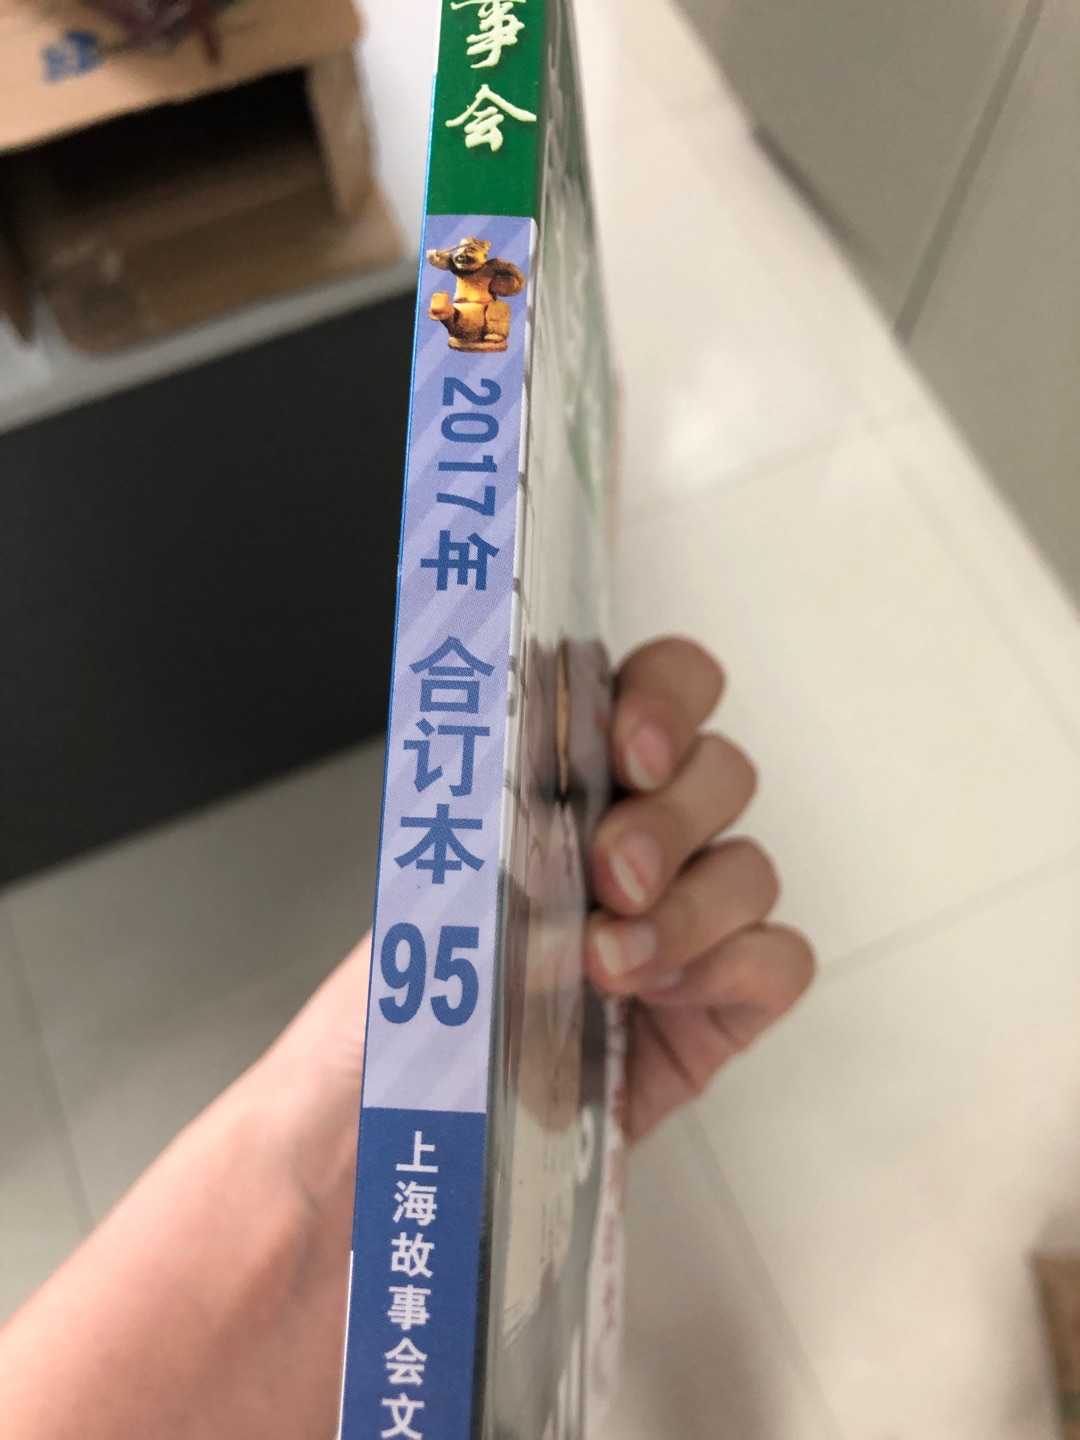 事会
2017年 合订本 95
上海故事会文